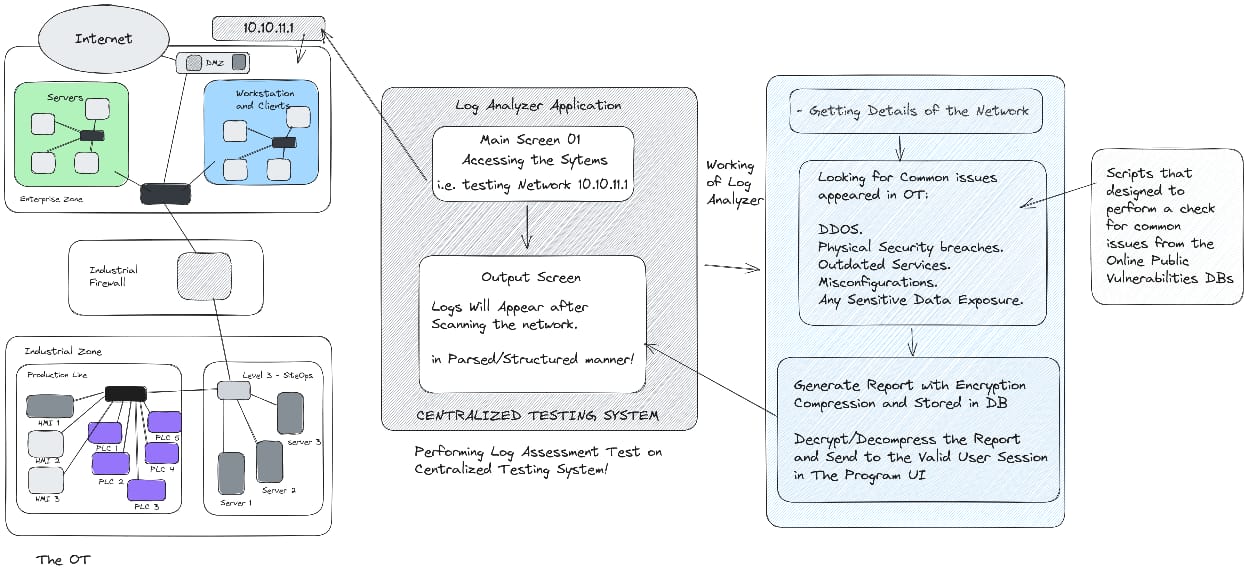 Internet
10.10.11.1
DMZ
Servers
Workstation
and Clients
Enterprise Zone
Industrial
Firewall
Industrial Zone
Production Line
HMI 1
HMI 2
HMI 3
PLC 1
PLC 2
PLC 3
PLC 4
PLC 5
Level 3 - SiteOps
Server 1
Server 2
Server 3
The OT
Log Analyzer Application
Main Screen 01
Accessing the Sytems
i.e. testing Network 10.10.11.1
Output Screen
Logs Will Appear after
Scanning the network.
in Parsed/Structured manner!
CENTRALIZED TESTING SYSTEM
Performing Log Assessment Test on
Centralized Testing System!
Working
of Log
Analyzer
- Getting Details of the Network
Looking for Common issues
appeared in OT:
DDOS.
Physical Security breaches.
Outdated Services.
Misconfigurations.
Any Sensitive Data Exposure.
Generate Report with Encryption
Compression and Stored in DB
Decrypt/Decompress the Report
and Send to the Valid User Session
in The Program UI
Scripts that
designed to
perform a check
for common
issues from the
Online Public
Vulnerabilities DBs